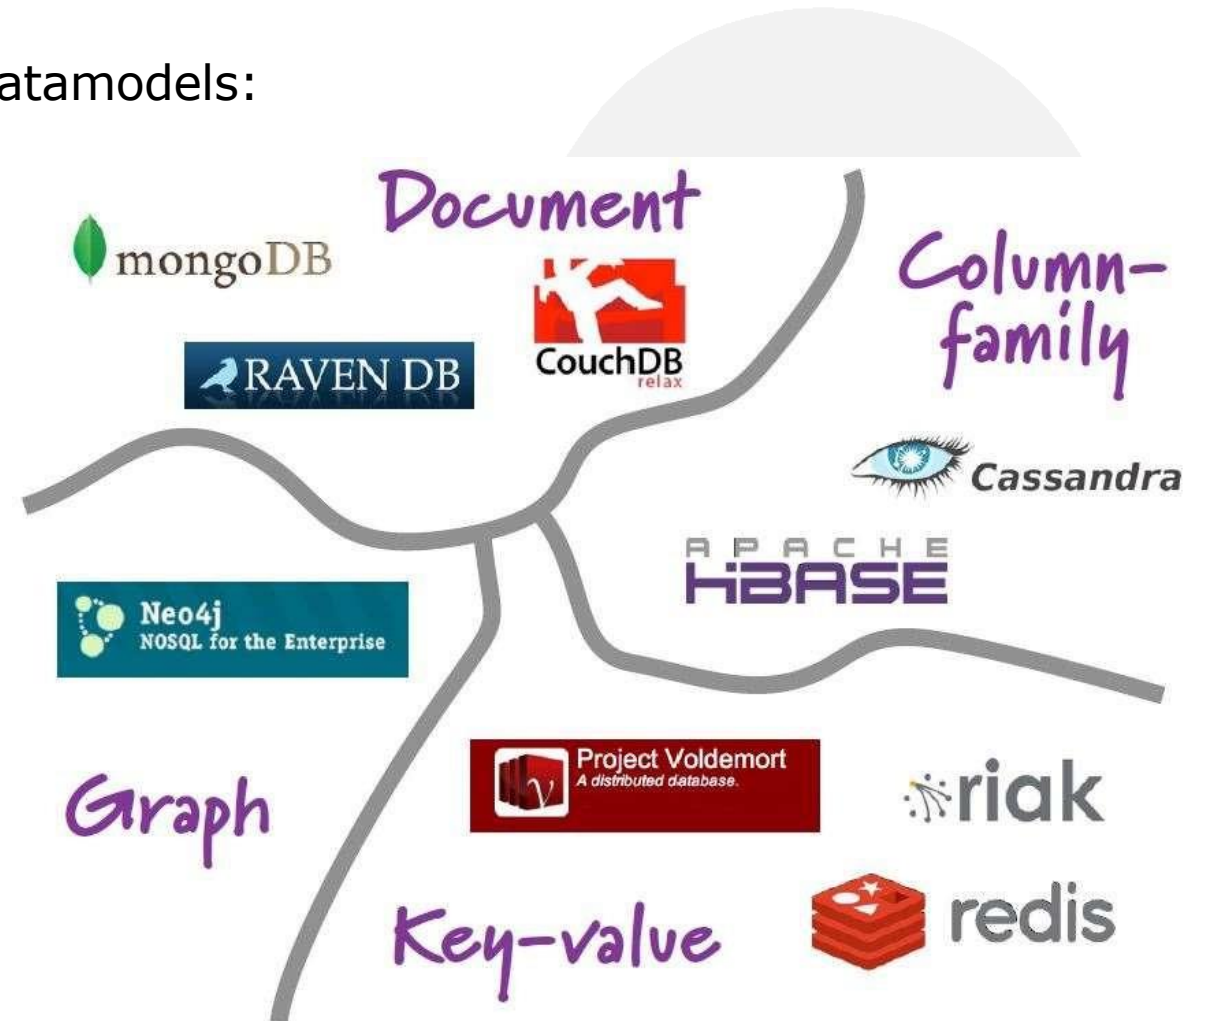 atamodels:
Document
mongoDB
Column-
family
CouchDB
relax
RAVEN DB
Cassandra
APACHE
HBASE
Neo4j
NOSQL for the Enterprise
Project Voldemort
A distributed database.
V
riak
Graph
redis
Key-value